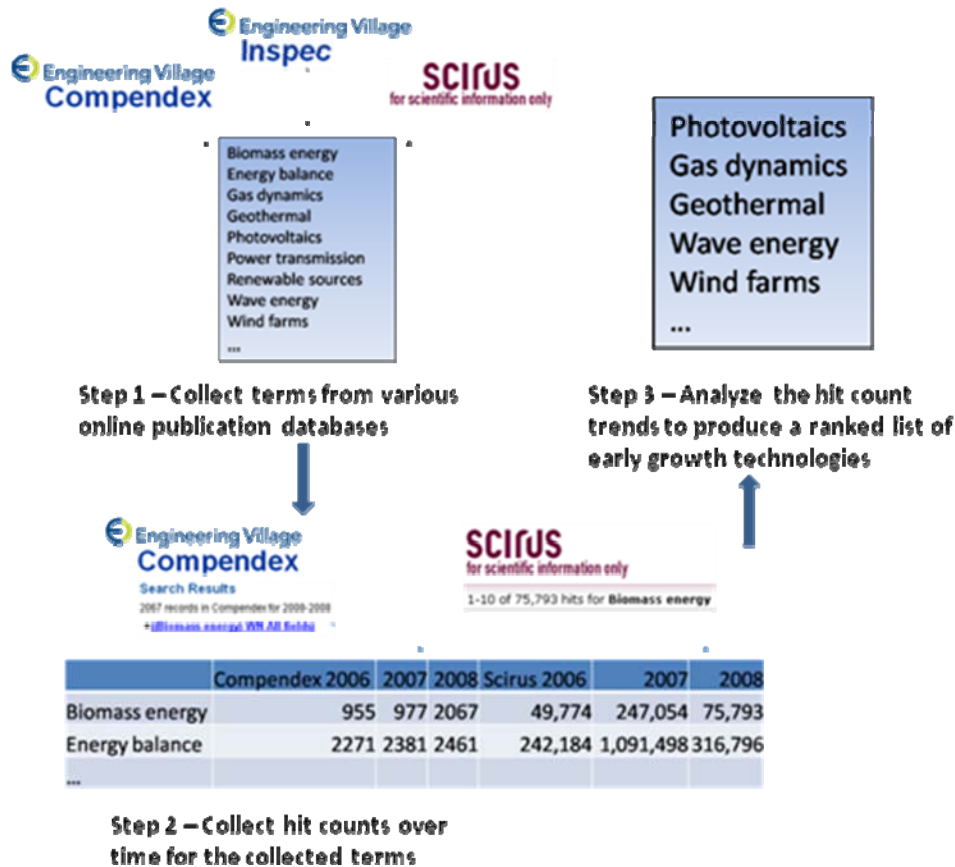 Engineering Village
Inspec
Engineering Village
Compendex
SCIRUS
for scientific information only
Biomass energy
Energy balance
Gas dynamics
Geothermal
Photovoltaics
Power transmission
Renewable sources
Wave energy
Wind farms
...
Step 1 – Collect terms from various
online publication databases
Photovoltaics
Gas dynamics
Geothermal
Wave energy
Wind farms
...
Step 3 – Analyze the hit count
trends to produce a ranked list of
early growth technologies
Engineering Village
Compendex
Search Results
2067 records in Compendex for 2008-2008
+((Biomass energy) WN All fields)
SCIRUS
for scientific information only
1-10 of 75,793 hits for Biomass energy
Compendex 2006 2007 2008 Scirus 2006 2007 2008
Biomass energy 955 977 2067 49,774 247,054 75,793
Energy balance 2271 2381 2461 242,184 1,091,498 316,796
...
Step 2 – Collect hit counts over
time for the collected terms